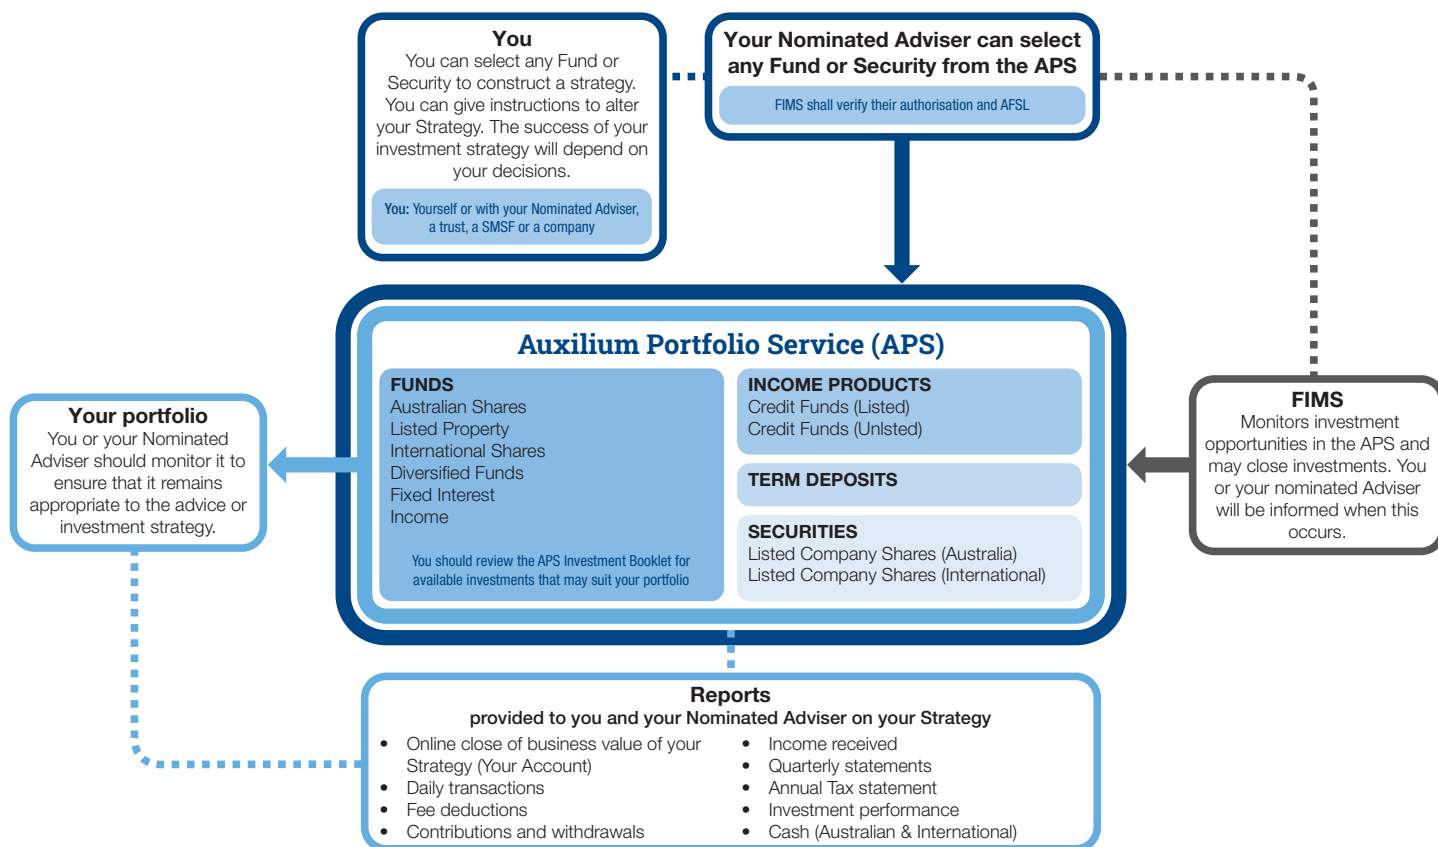 You
You can select any Fund or
Security to construct a strategy.
You can give instructions to alter
your Strategy. The success of your
investment strategy will depend on
your decisions.
You: Yourself or with your Nominated Adviser,
a trust, a SMSF or a company
Your Nominated Adviser can select
any Fund or Security from the APS
FIMS shall verify their authorisation and AFSL
Auxilium Portfolio Service (APS)
FUNDS
Australian Shares
Listed Property
International Shares
Diversified Funds
Fixed Interest
Income
You should review the APS Investment Booklet for
available investments that may suit your portfolio
INCOME PRODUCTS
Credit Funds (Listed)
Credit Funds (Unlsted)
TERM DEPOSITS
SECURITIES
Listed Company Shares (Australia)
Listed Company Shares (International)
Your portfolio
You or your Nominated
Adviser should monitor it to
ensure that it remains
appropriate to the advice or
investment strategy.
FIMS
Monitors investment
opportunities in the APS and
may close investments. You
or your nominated Adviser
will be informed when this
occurs.
Reports
provided to you and your Nominated Adviser on your Strategy
• Online close of business value of your
Strategy (Your Account)
• Daily transactions
• Fee deductions
• Contributions and withdrawals
• Income received
• Quarterly statements
• Annual Tax statement
• Investment performance
• Cash (Australian & International)